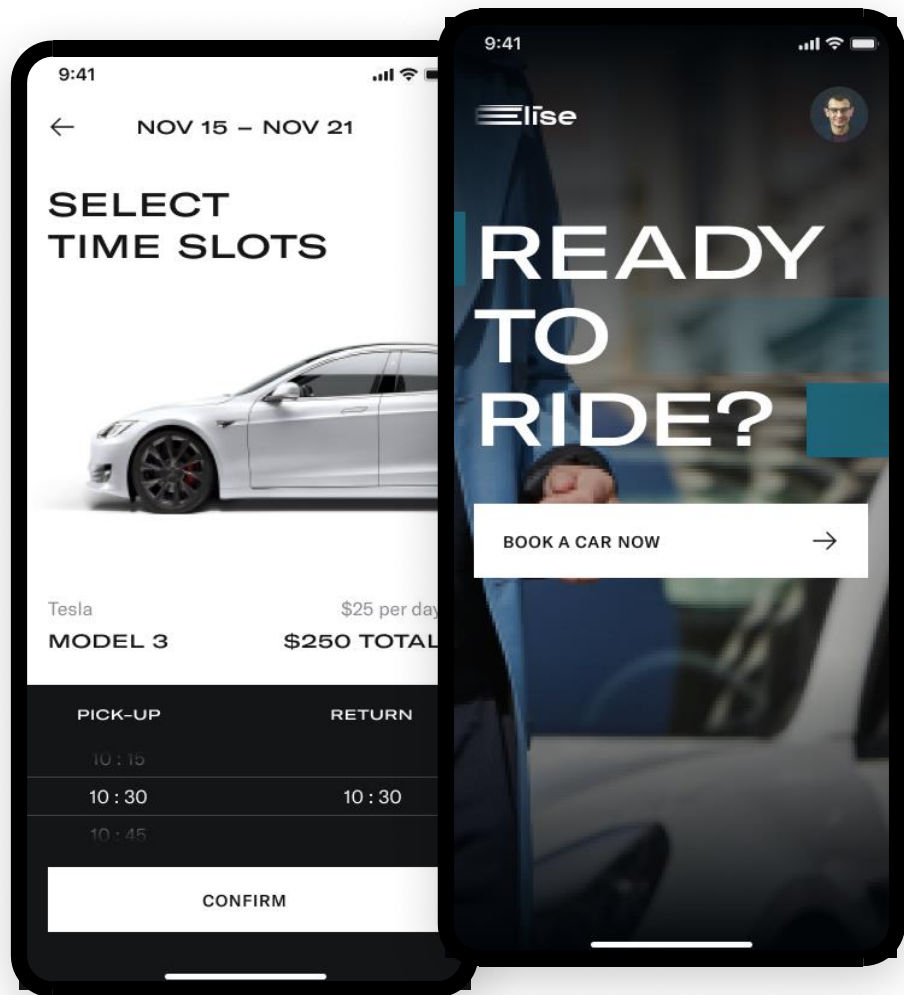 9:41
NOV 15 – NOV 21
SELECT
TIME SLOTS
Tesla
$25 per day
MODEL 3
$250 TOTAL
PICK–UP
RETURN
10 : 15
10 : 30
10 : 30
10 : 45
CONFIRM
9:41
Elise
READY
TO
RIDE?
BOOK A CAR NOW